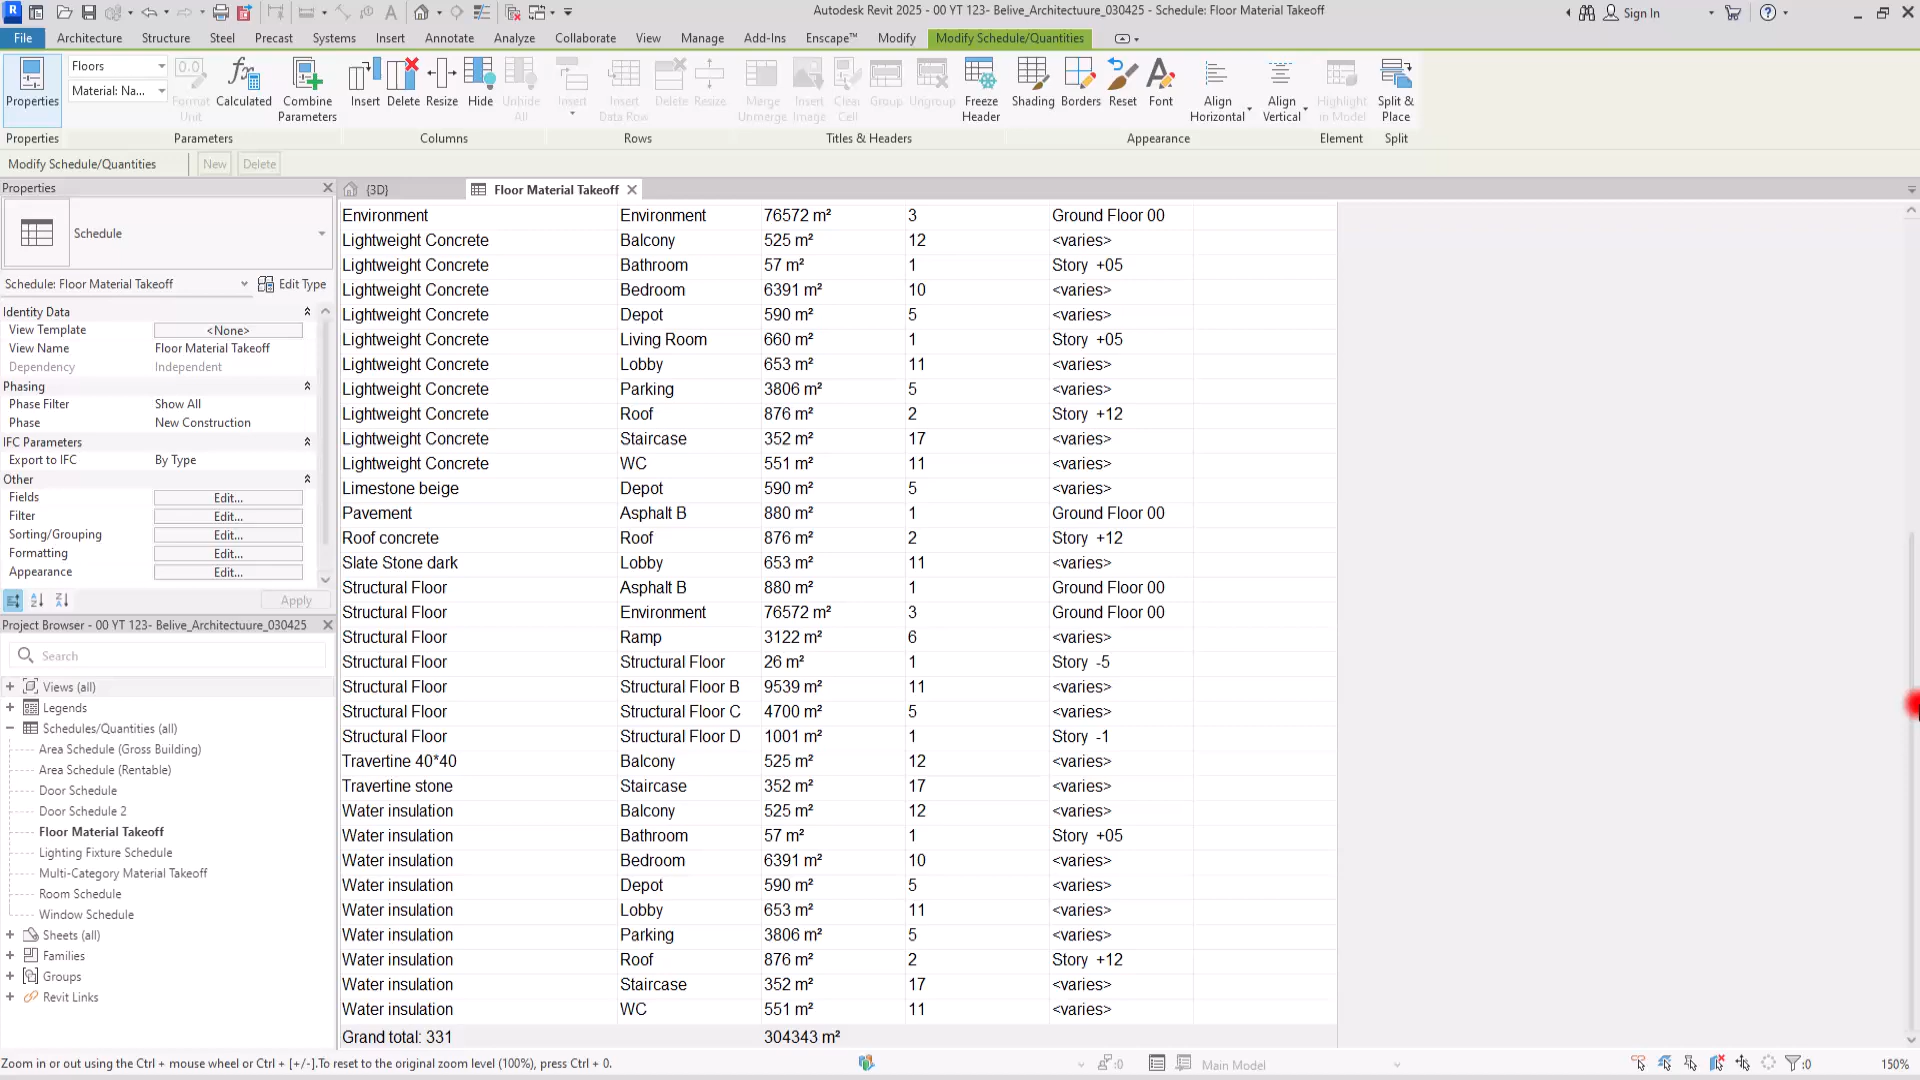 Autodesk Revit 2025 - 00 YT 123- Belive_Architectuure_030425 - Schedule: Floor Material Takeoff
Sign In
File Architecture Structure Steel Precast Systems Insert Annotate Analyze Collaborate View Manage Add-Ins Enscape™ Modify Modify Schedule/Quantities
Properties
Floors
Material: Na...
Format Unit
Calculated
Combine Parameters
Insert
Delete
Resize
Hide
Unhide All
Insert
Insert Data Row
Delete
Resize
Merge Unmerge
Insert Image
Clear Cell
Group
Ungroup
Freeze Header
Shading
Borders
Reset
Font
Align Horizontal
Align Vertical
Highlight in Model
Split & Place
Properties Parameters Columns Rows Titles & Headers Appearance Element Split
Modify Schedule/Quantities New Delete
Properties
Schedule
Schedule: Floor Material Takeoff Edit Type
Identity Data
View Template <None>
View Name Floor Material Takeoff
Dependency Independent
Phasing
Phase Filter Show All
Phase New Construction
IFC Parameters
Export to IFC By Type
Other
Fields Edit...
Filter Edit...
Sorting/Grouping Edit...
Formatting Edit...
Appearance Edit...
Apply
Project Browser - 00 YT 123- Belive_Architectuure_030425
Search
Views (all)
Legends
Schedules/Quantities (all)
Area Schedule (Gross Building)
Area Schedule (Rentable)
Door Schedule
Door Schedule 2
Floor Material Takeoff
Lighting Fixture Schedule
Multi-Category Material Takeoff
Room Schedule
Window Schedule
Sheets (all)
Families
Groups
Revit Links
{3D} Floor Material Takeoff
Environment Environment 76572 m² 3 Ground Floor 00
Lightweight Concrete Balcony 525 m² 12 <varies>
Lightweight Concrete Bathroom 57 m² 1 Story +05
Lightweight Concrete Bedroom 6391 m² 10 <varies>
Lightweight Concrete Depot 590 m² 5 <varies>
Lightweight Concrete Living Room 660 m² 1 Story +05
Lightweight Concrete Lobby 653 m² 11 <varies>
Lightweight Concrete Parking 3806 m² 5 <varies>
Lightweight Concrete Roof 876 m² 2 Story +12
Lightweight Concrete Staircase 352 m² 17 <varies>
Lightweight Concrete WC 551 m² 11 <varies>
Limestone beige Depot 590 m² 5 <varies>
Pavement Asphalt B 880 m² 1 Ground Floor 00
Roof concrete Roof 876 m² 2 Story +12
Slate Stone dark Lobby 653 m² 11 <varies>
Structural Floor Asphalt B 880 m² 1 Ground Floor 00
Structural Floor Environment 76572 m² 3 Ground Floor 00
Structural Floor Ramp 3122 m² 6 <varies>
Structural Floor Structural Floor 26 m² 1 Story -5
Structural Floor Structural Floor B 9539 m² 11 <varies>
Structural Floor Structural Floor C 4700 m² 5 <varies>
Structural Floor Structural Floor D 1001 m² 1 Story -1
Travertine 40*40 Balcony 525 m² 12 <varies>
Travertine stone Staircase 352 m² 17 <varies>
Water insulation Balcony 525 m² 12 <varies>
Water insulation Bathroom 57 m² 1 Story +05
Water insulation Bedroom 6391 m² 10 <varies>
Water insulation Depot 590 m² 5 <varies>
Water insulation Lobby 653 m² 11 <varies>
Water insulation Parking 3806 m² 5 <varies>
Water insulation Roof 876 m² 2 Story +12
Water insulation Staircase 352 m² 17 <varies>
Water insulation WC 551 m² 11 <varies>
Grand total: 331 304343 m²
Zoom in or out using the Ctrl + mouse wheel or Ctrl + [+/-].To reset to the original zoom level (100%), press Ctrl + 0. :0 Main Model :0 150%